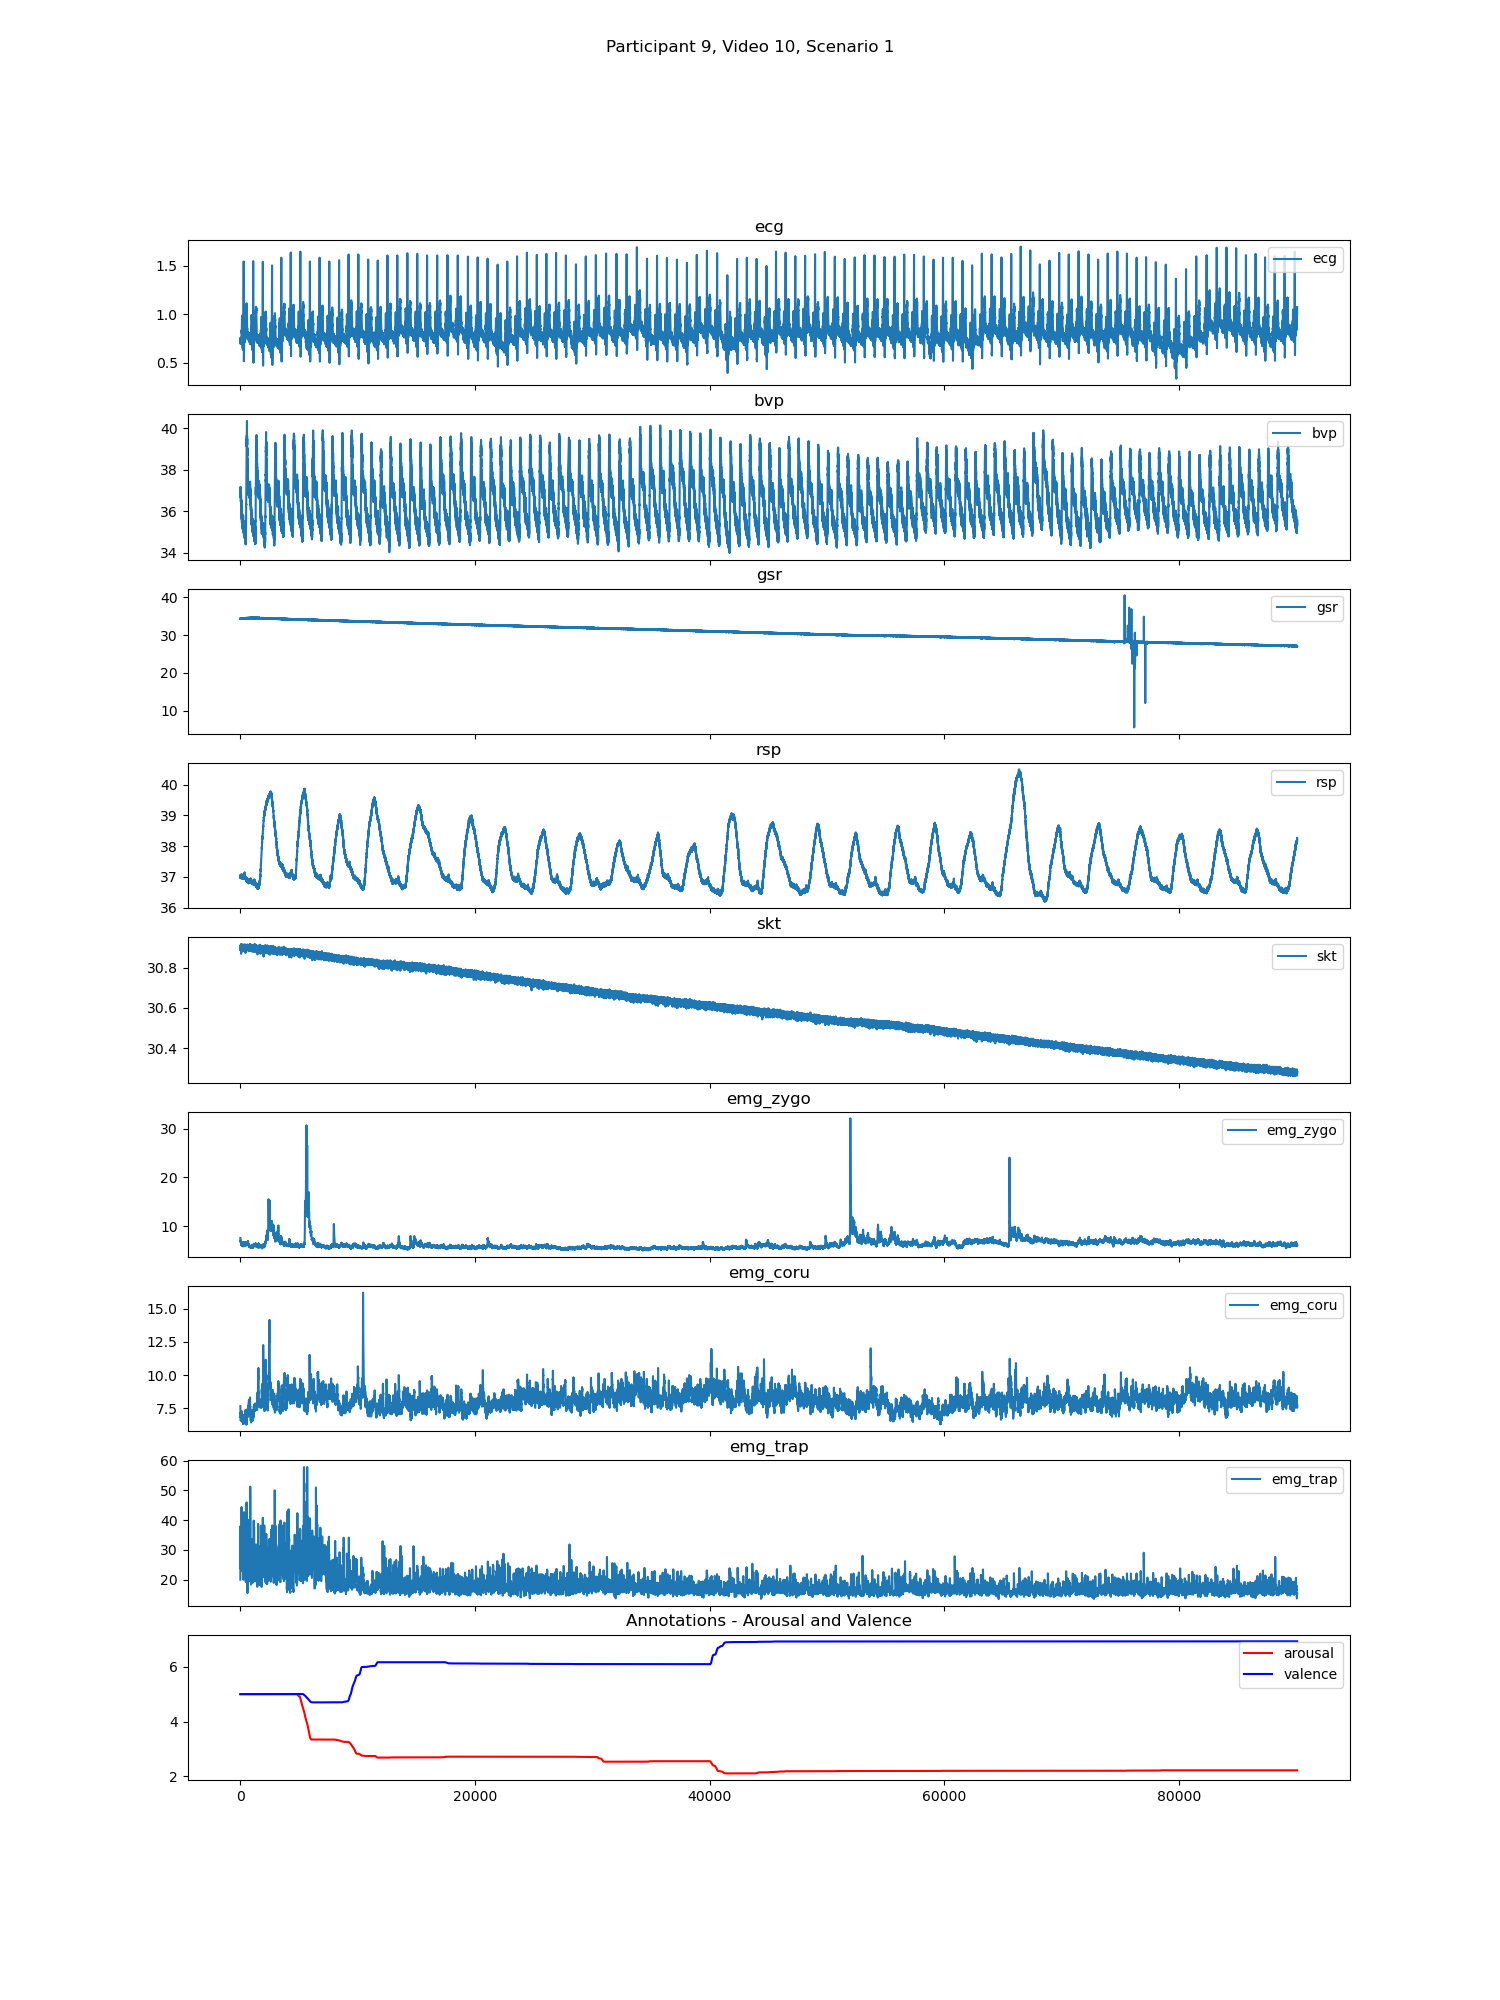 Participant 9, Video 10, Scenario 1
ecg
1.5
1.0
0.5
ecg
bvp
40
38
36
34
bvp
gsr
40
30
20
10
gsr
rsp
40
39
38
37
36
rsp
skt
30.8
30.6
30.4
skt
emg_zygo
30
20
10
emg_zygo
emg_coru
15.0
12.5
10.0
7.5
emg_coru
emg_trap
60
50
40
30
20
emg_trap
Annotations - Arousal and Valence
6
4
2
arousal
valence
0 20000 40000 60000 80000